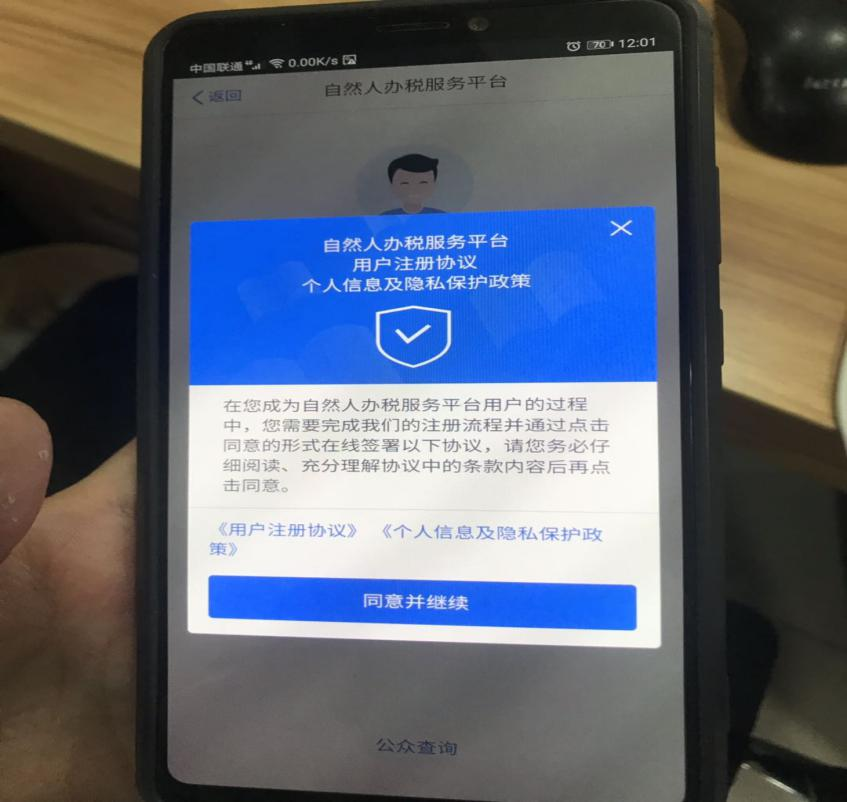 中国联通 0.00K/s 70 12:01
返回 自然人办税服务平台
自然人办税服务平台
用户注册协议
个人信息及隐私保护政策
在您成为自然人办税服务平台用户的过程
中，您需要完成我们的注册流程并通过点击
同意的形式在线签署以下协议，请您务必仔
细阅读、充分理解协议中的条款内容后再点
击同意。
《用户注册协议》 《个人信息及隐私保护政
策》
同意并继续
公众查询